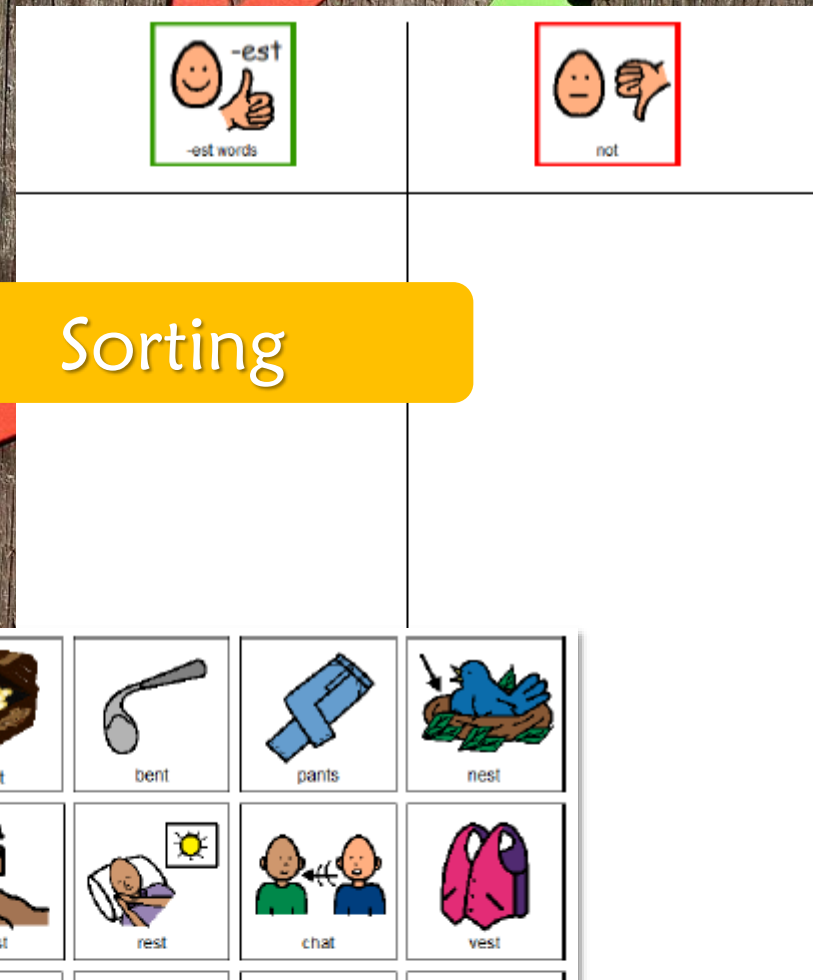 -est
-est words
not
Sorting
bent
pants
nest
rest
chat
vest